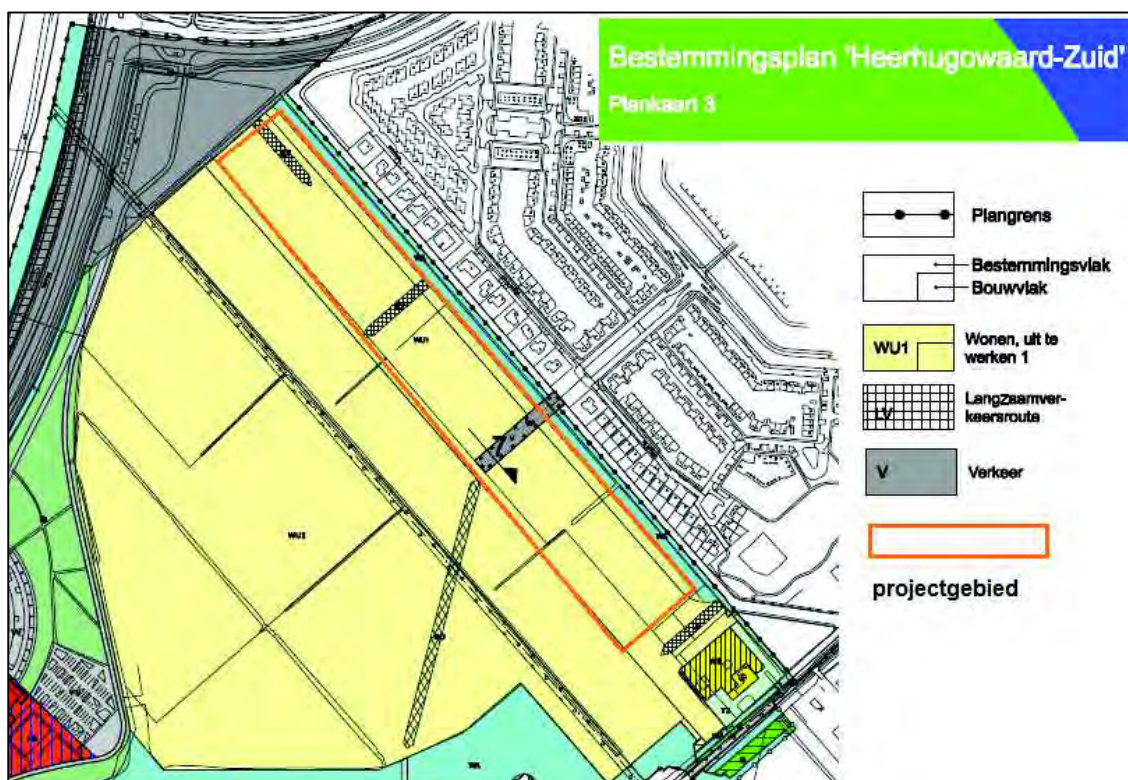 Bestemmingsplan 'Heerhugowaard-Zuid'
Plankaart 3
Plangrens
Bestemmingsvlak
Bouwvlak
WU1
Wonen, uit te
werken 1
LV
Langzaamver-
keersroute
V
Verkeer
projectgebied
WU1
V